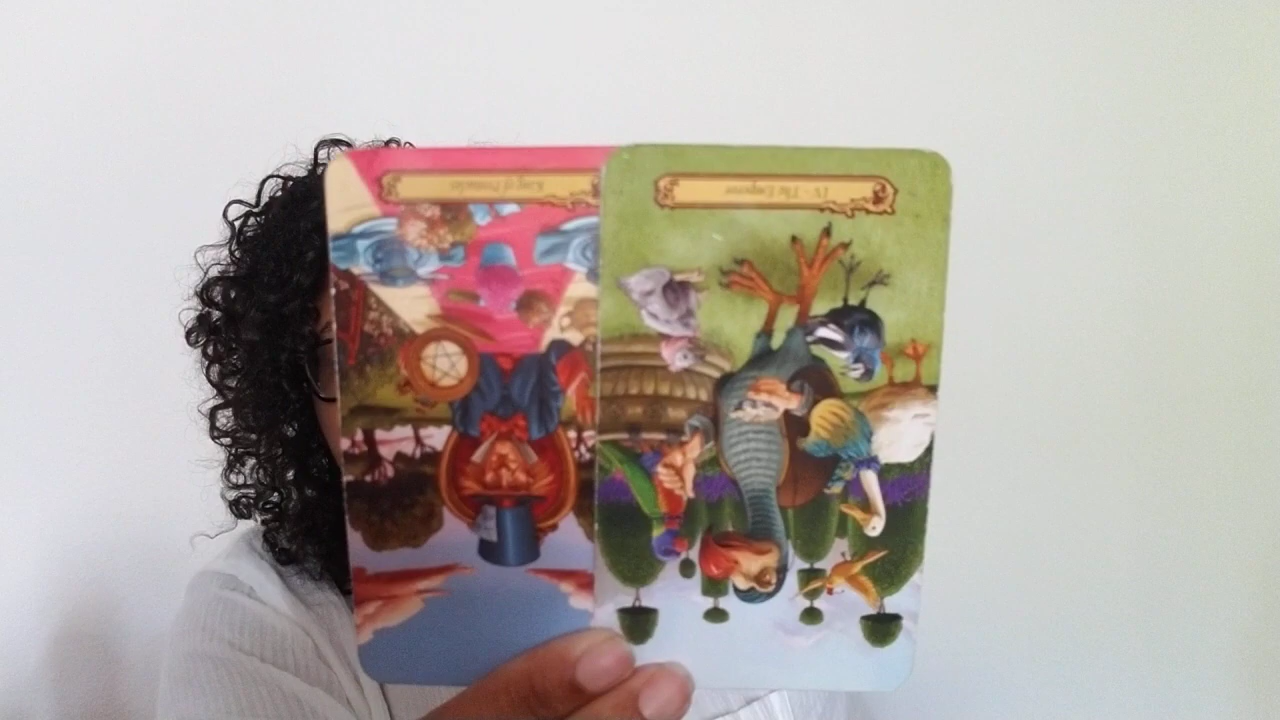 King of Pentacles
IV - The Emperor